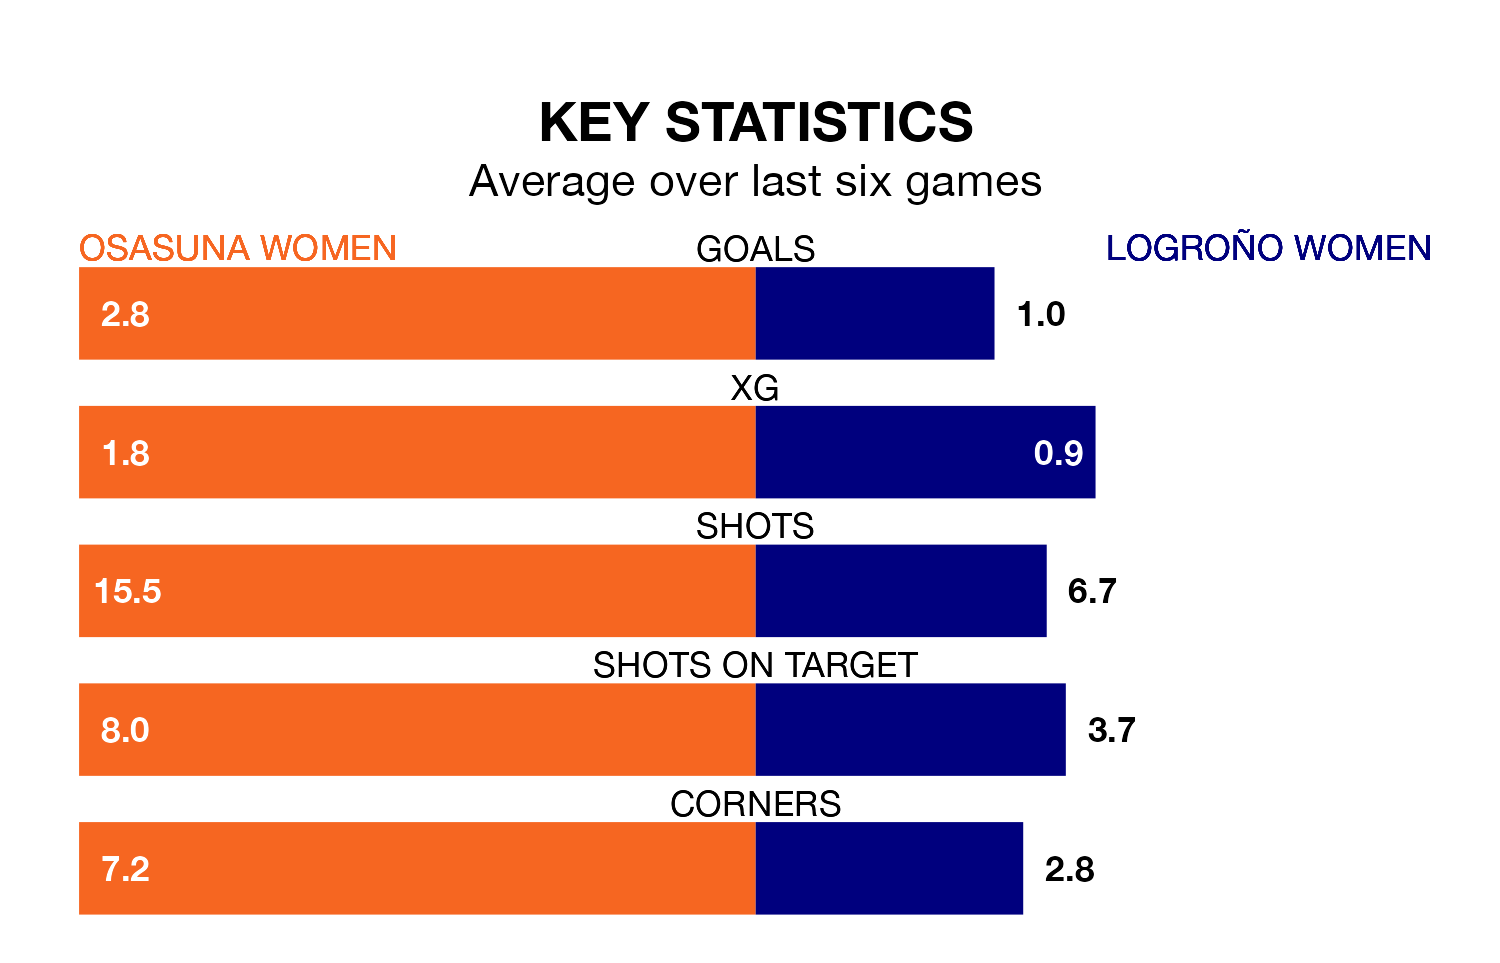 KEY STATISTICS
Average over last six games
OSASUNA WOMEN GOALS LOGROÑO WOMEN
2.8 1.0
XG
1.8 0.9
SHOTS
15.5 6.7
SHOTS ON TARGET
8.0 3.7
CORNERS
7.2 2.8